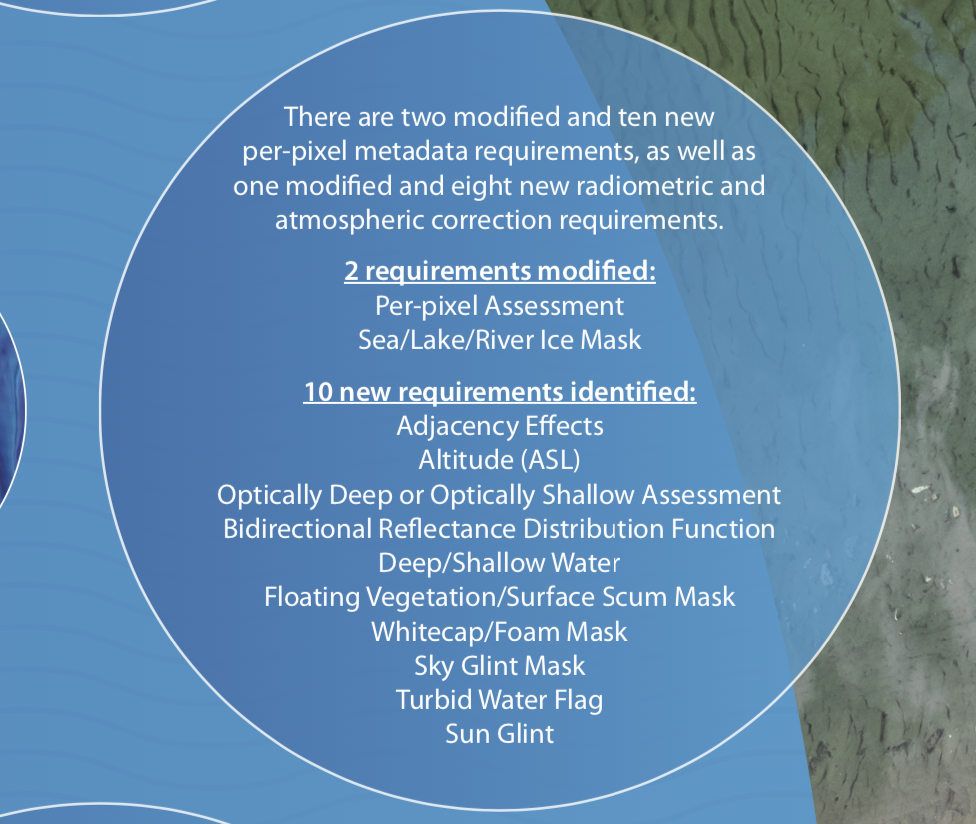 There are two modified and ten new
per-pixel metadata requirements, as well as
one modified and eight new radiometric and
atmospheric correction requirements.
2 requirements modified:
Per-pixel Assessment
Sea/Lake/River Ice Mask
10 new requirements identified:
Adjacency Effects
Altitude (ASL)
Optically Deep or Optically Shallow Assessment
Bidirectional Reflectance Distribution Function
Deep/Shallow Water
Floating Vegetation/Surface Scum Mask
Whitecap/Foam Mask
Sky Glint Mask
Turbid Water Flag
Sun Glint